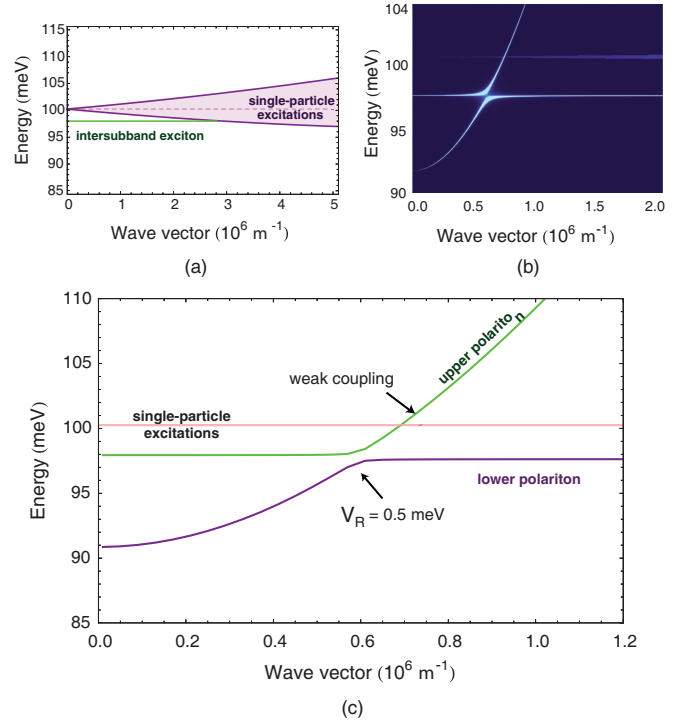 115
110
105
100
95
90
85
Energy (meV)
single-particle
excitations
intersubband exciton
0 1 2 3 4 5
Wave vector (10⁶ m⁻¹)
(a)
104
100
95
90
Energy (meV)
0.5 1.0 1.5 2.0
Wave vector (10⁶ m⁻¹)
(b)
110
105
100
95
90
85
Energy (meV)
upper polariton
weak coupling
single-particle
excitations
lower polariton
V_R = 0.5 meV
0.0 0.2 0.4 0.6 0.8 1.0 1.2
Wave vector (10⁶ m⁻¹)
(c)